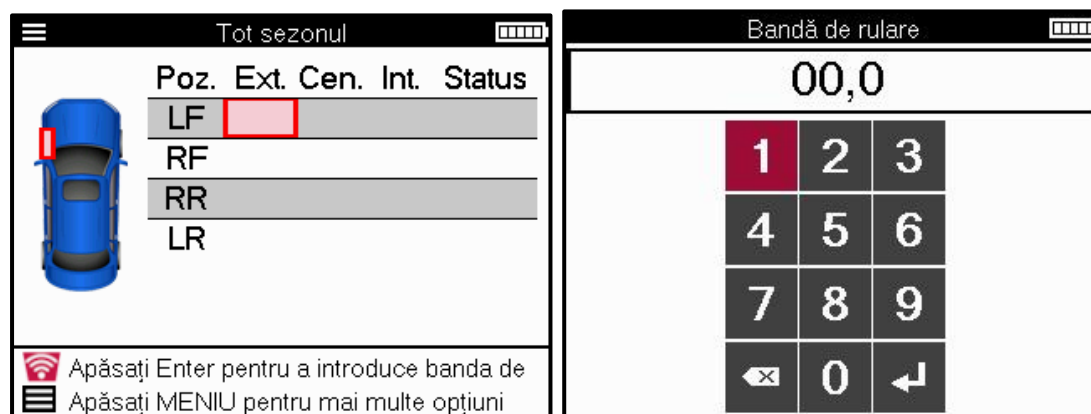 Tot sezonul
Poz. Ext. Cen. Int. Status
LF
RF
RR
LR
Apăsați Enter pentru a introduce banda de
Apăsați MENIU pentru mai multe opțiuni
Bandă de rulare
00,0
1 2 3
4 5 6
7 8 9
0